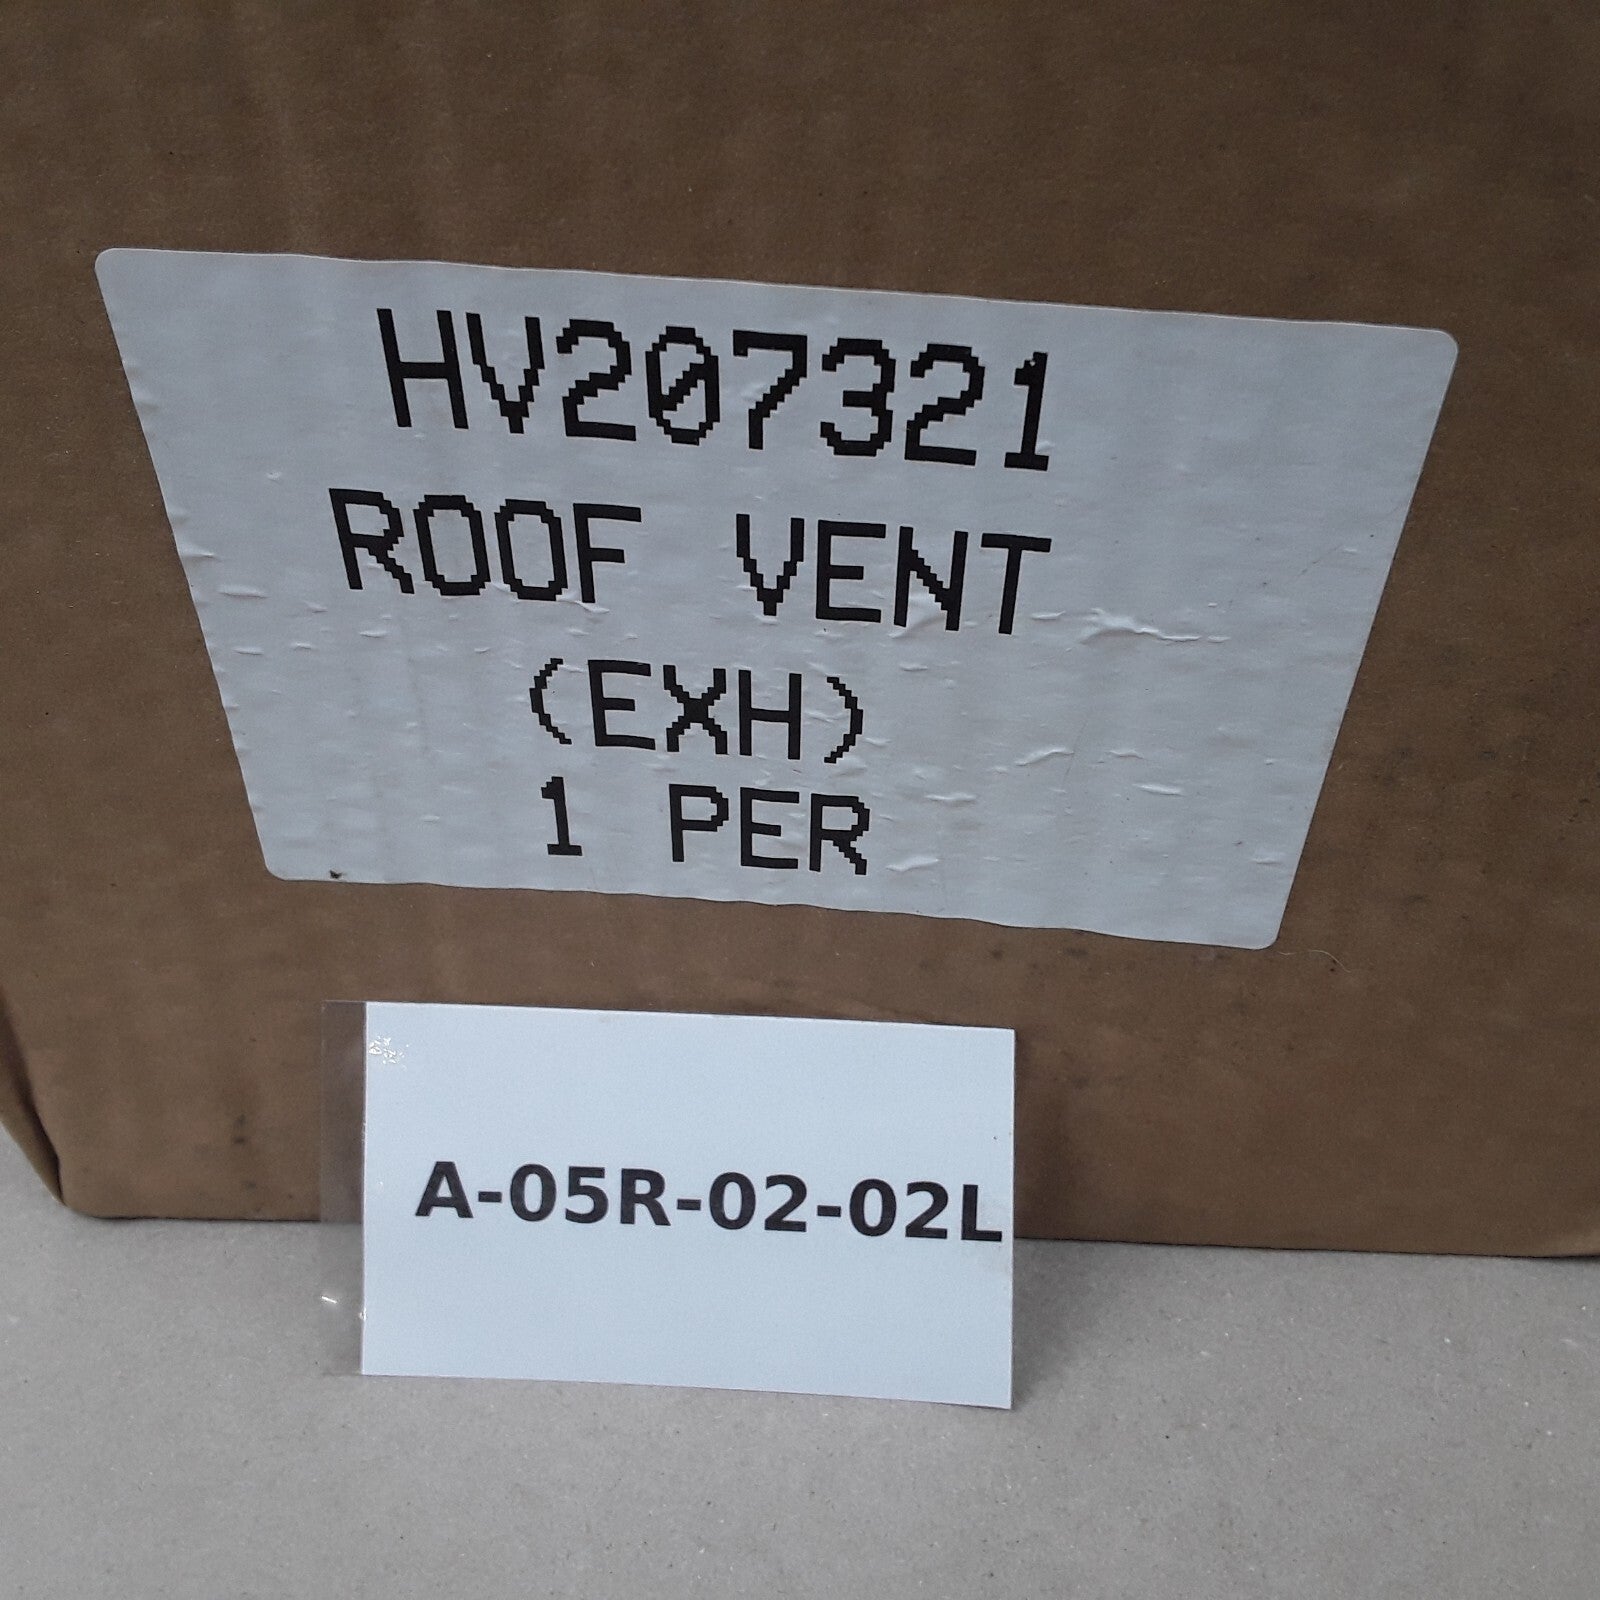 HV207321
ROOF VENT
(EXH)
1 PER
A-05R-02-02L